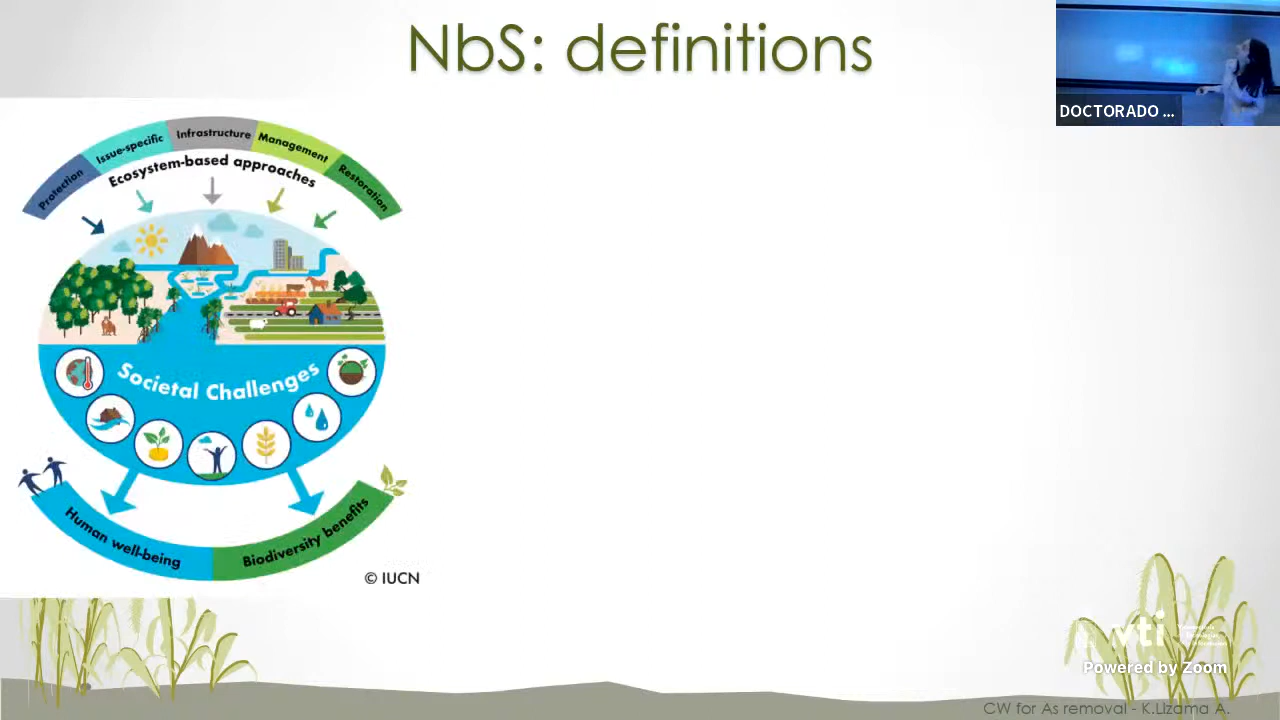 NbS: definitions
DOCTORADO ...
Protection
Issue-specific
Infrastructure
Management
Restoration
Ecosystem-based approaches
Societal Challenges
Human well-being
Biodiversity benefits
© IUCN
vti
Powered by Zoom
CW for As removal - K.Lizama A.